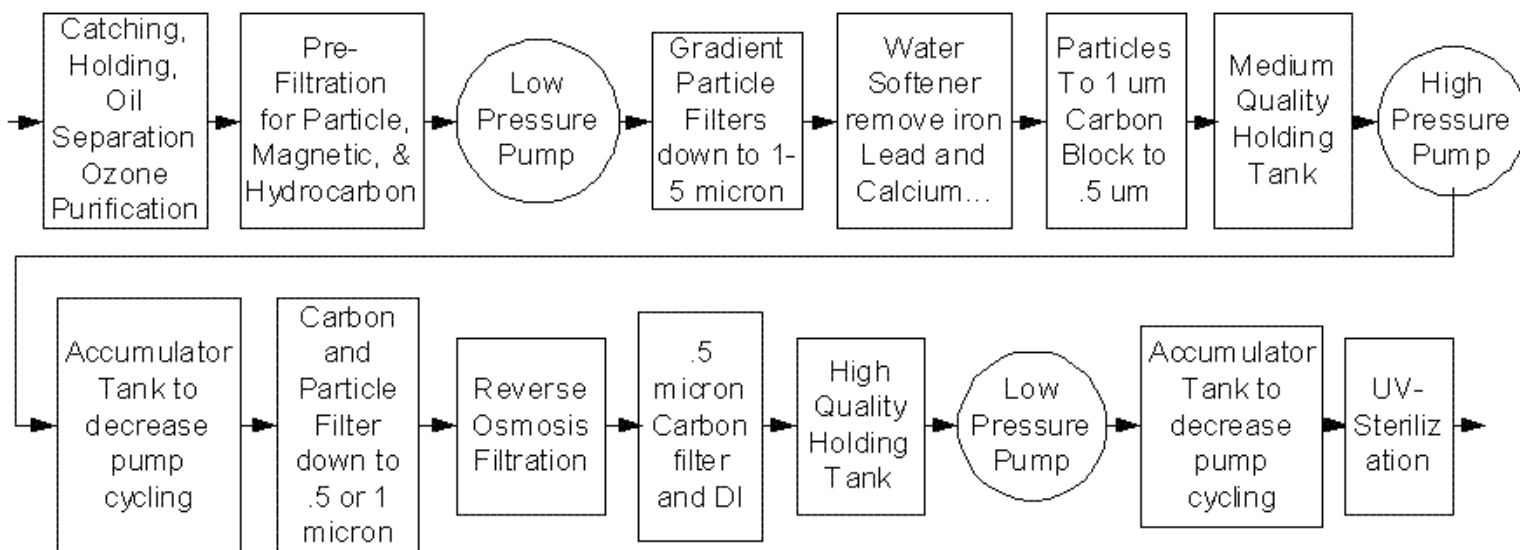 Catching,
Holding,
Oil
Separation
Ozone
Purification
Pre-
Filtration
for Particle,
Magnetic, &
Hydrocarbon
Low
Pressure
Pump
Gradient
Particle
Filters
down to 1-
5 micron
Water
Softener
remove iron
Lead and
Calcium...
Particles
To 1 um
Carbon
Block to
.5 um
Medium
Quality
Holding
Tank
High
Pressure
Pump
Accumulator
Tank to
decrease
pump
cycling
Carbon
and
Particle
Filter
down to
.5 or 1
micron
Reverse
Osmosis
Filtration
.5
micron
Carbon
filter
and DI
High
Quality
Holding
Tank
Low
Pressure
Pump
Accumulator
Tank to
decrease
pump
cycling
UV-
Steriliz
ation